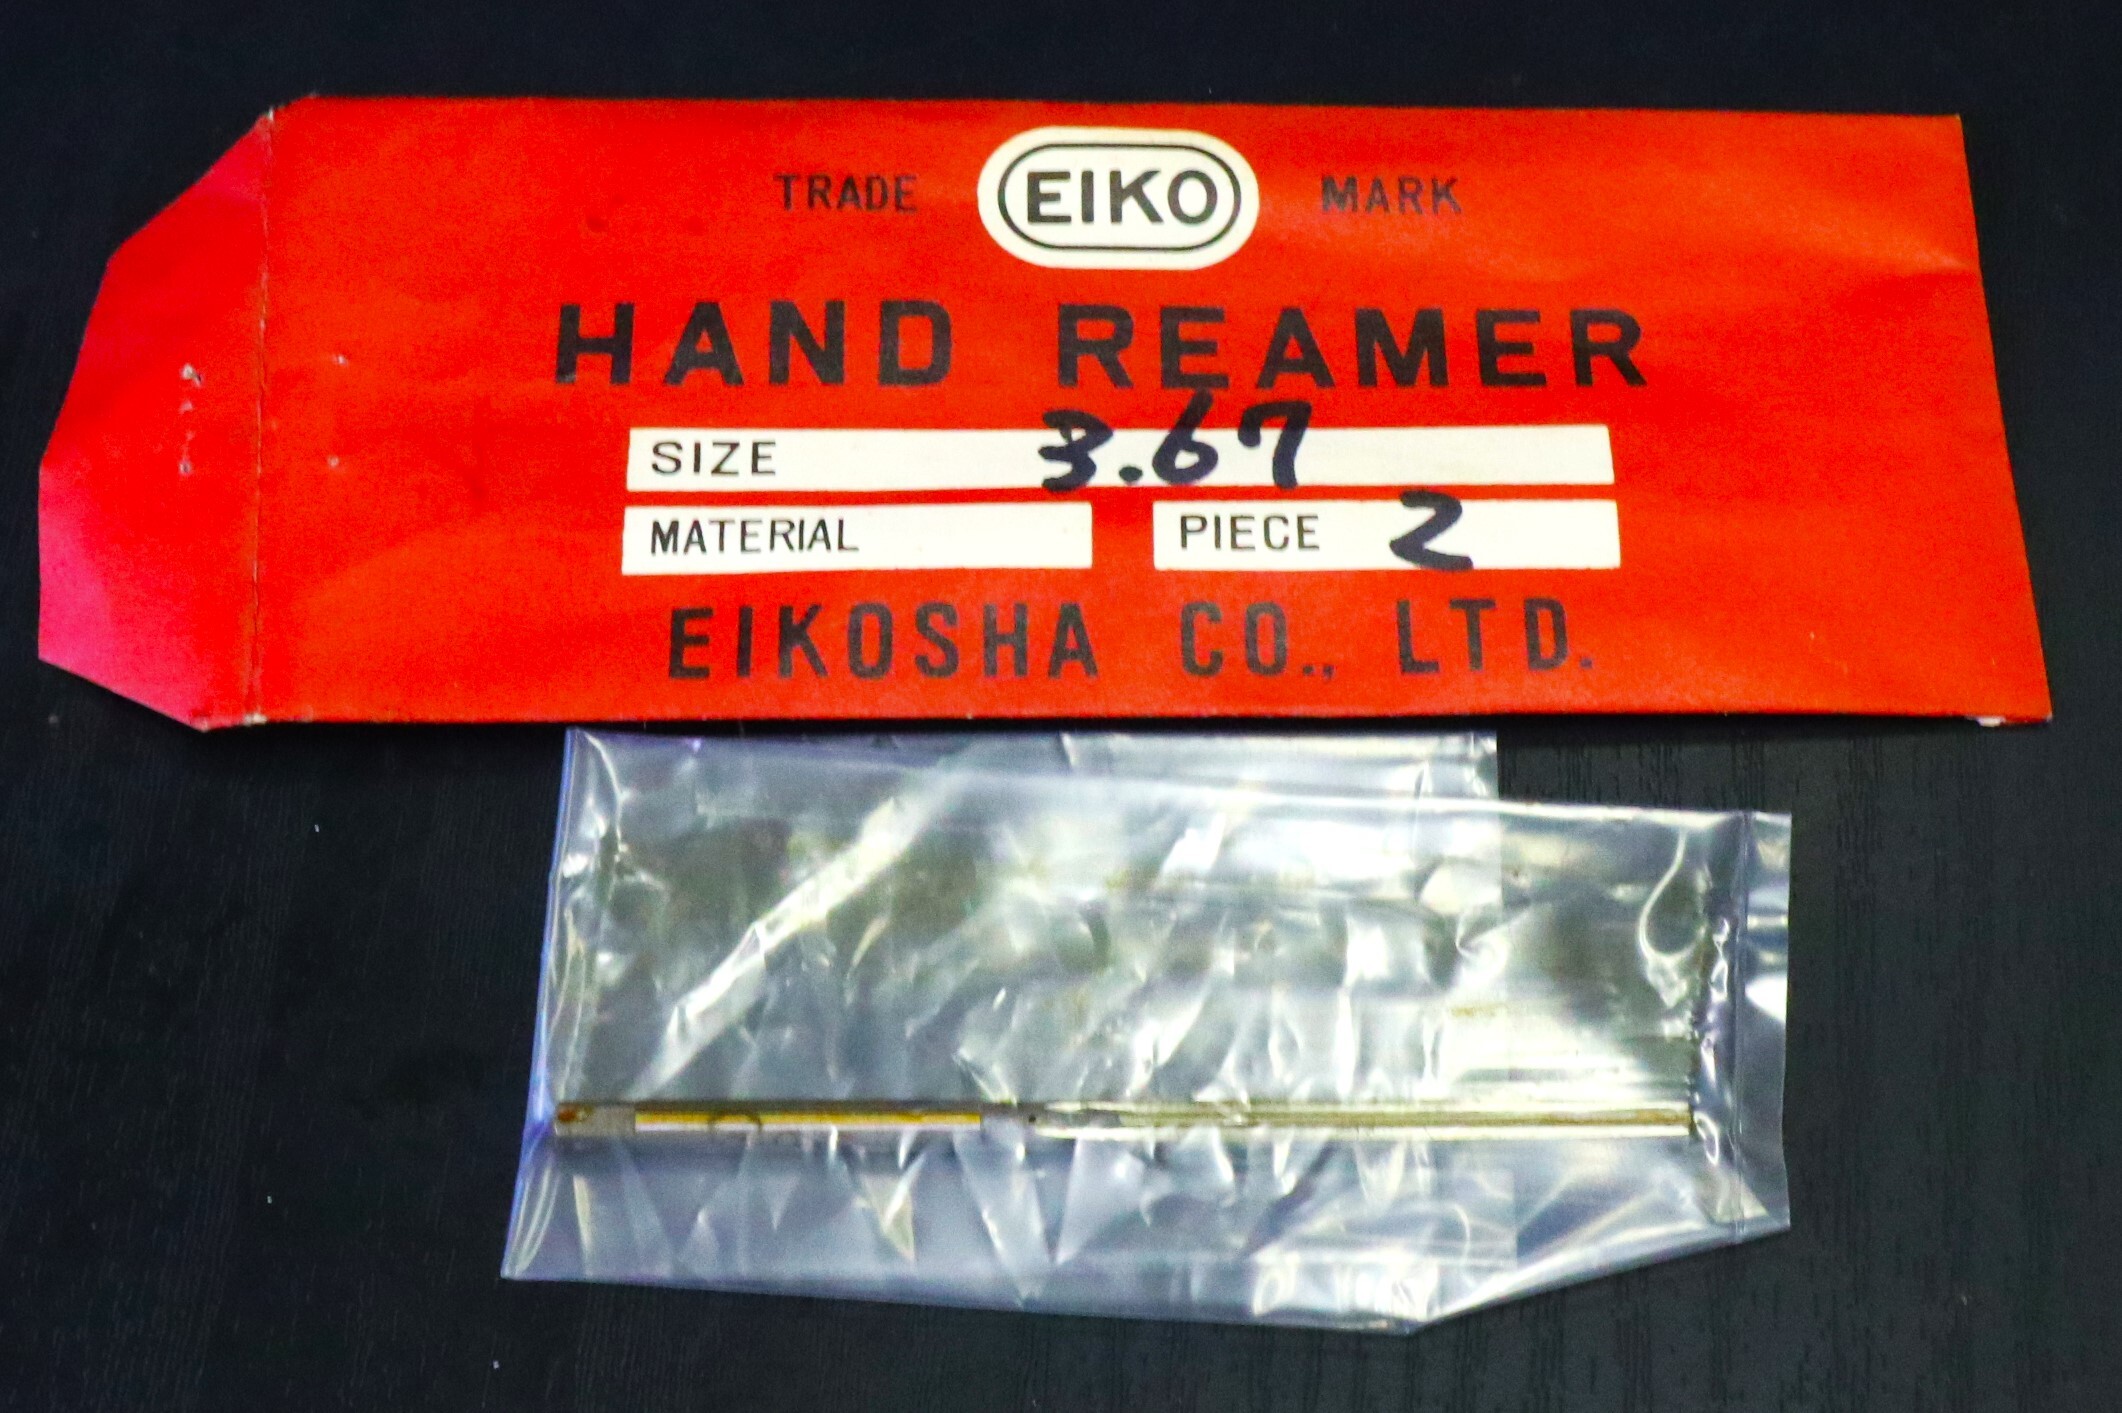 TRADE EIKO MARK
HAND REAMER
SIZE 3.67
MATERIAL PIECE 2
EIKOSHA CO., LTD.